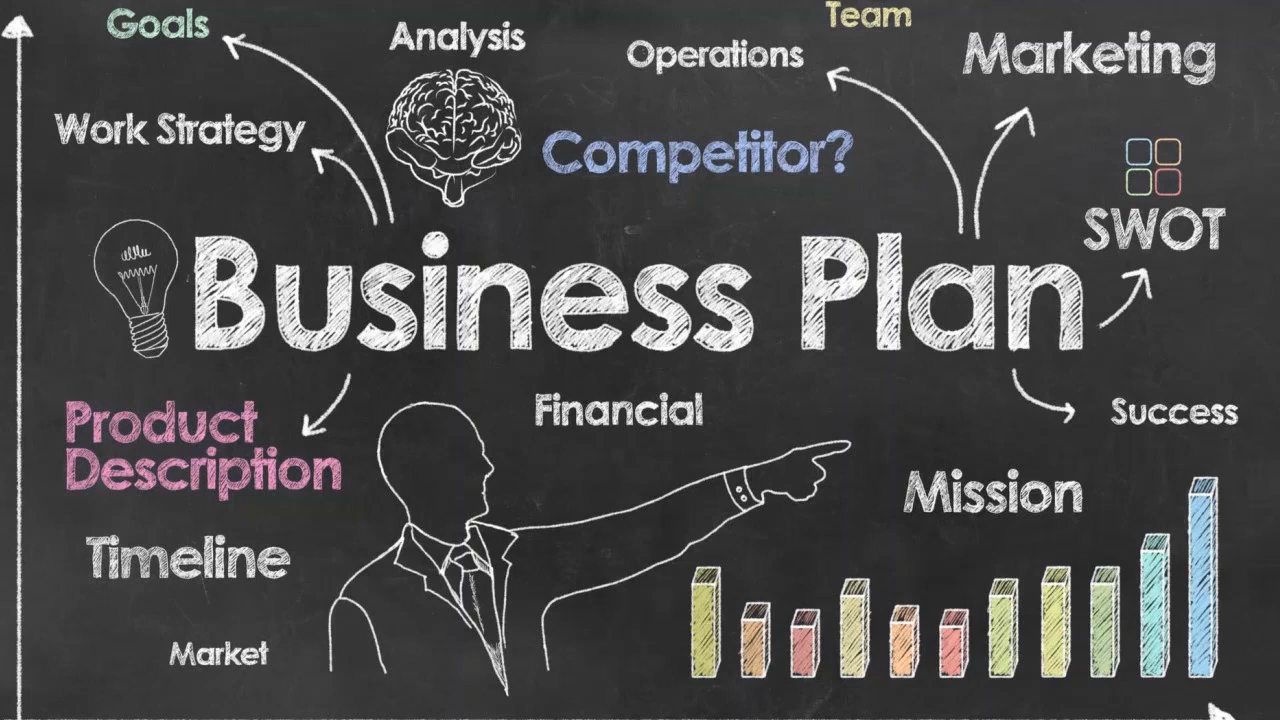 Goals
Analysis
Operations
Team
Marketing
Work Strategy
Competitor?
SWOT
Business Plan
Product
Description
Financial
Success
Mission
Timeline
Market